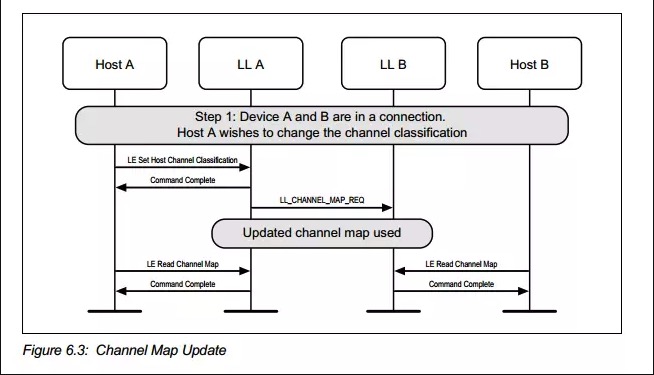 Host A
LL A
LL B
Host B
Step 1: Device A and B are in a connection.
Host A wishes to change the channel classification
LE Set Host Channel Classification
Command Complete
LL_CHANNEL_MAP_REQ
Updated channel map used
LE Read Channel Map
LE Read Channel Map
Command Complete
Command Complete
Figure 6.3: Channel Map Update